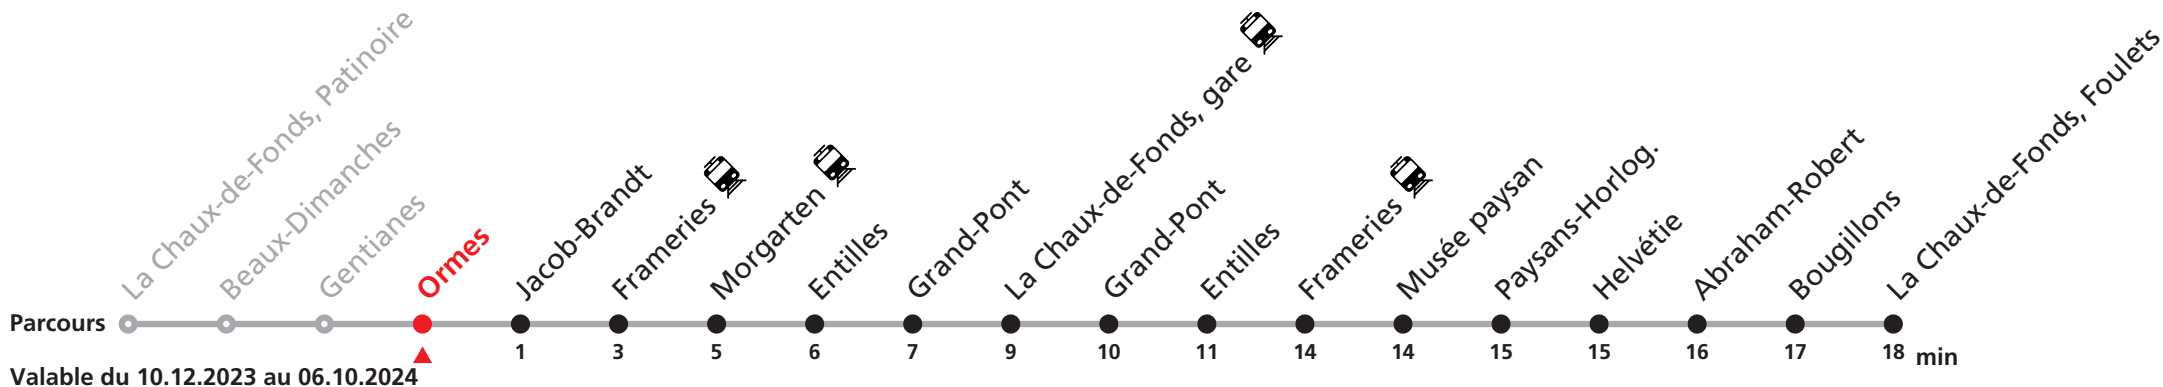 La Chaux-de-Fonds, Patinoire
Beaux-Dimanches
Gentianes
Ormes
Jacob-Brandt
Frameries
Morgarten
Entilles
Grand-Pont
La Chaux-de-Fonds, gare
Grand-Pont
Entilles
Frameries
Musée paysan
Paysans-Horlog.
Helvétie
Abraham-Robert
Bougillons
La Chaux-de-Fonds, Foulets
Parcours
1 3 5 6 7 9 10 11 14 14 15 15 16 17 18 min
Valable du 10.12.2023 au 06.10.2024